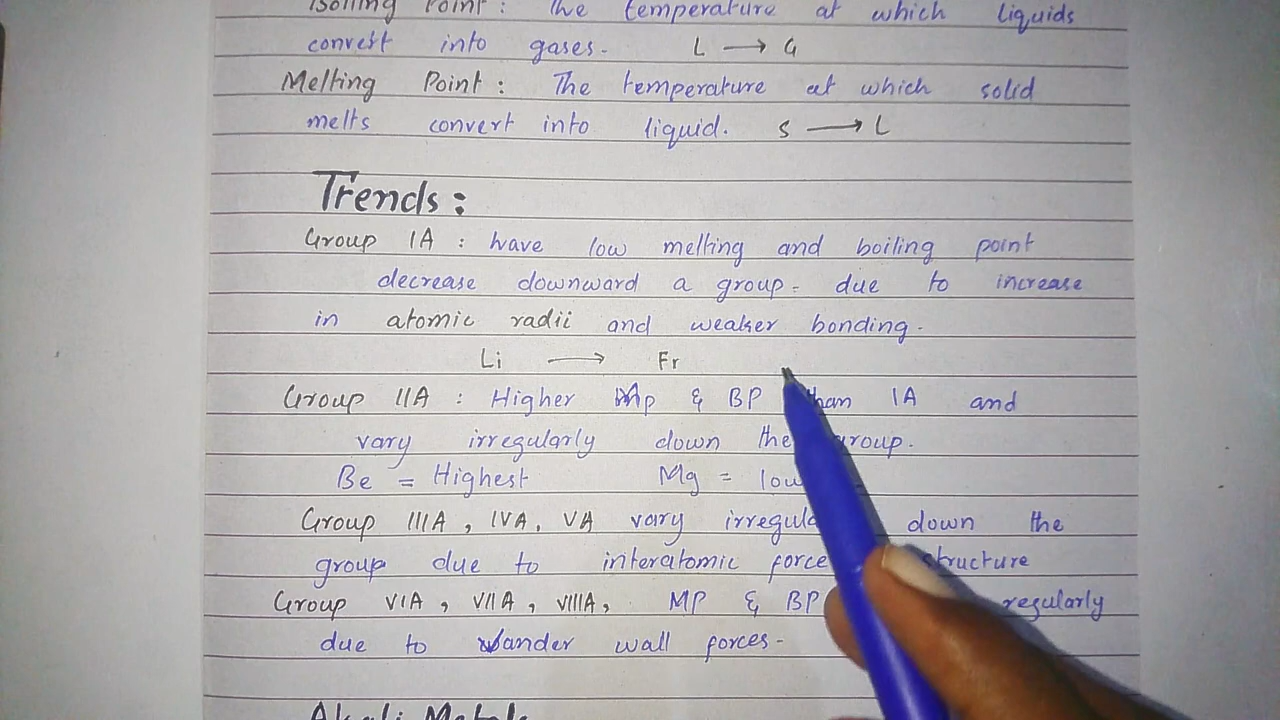 Boiling Point : The temperature at which liquids
convert into gases. L → G
Melting Point : The temperature at which solid
melts convert into liquid. S → L
Trends :
Group IA : have low melting and boiling point
decrease downward a group - due to increase
in atomic radii and weaker bonding.
Li → Fr
Group IIA : Higher Mp & BP than IA and
vary irregularly down the group.
Be = Highest Mg = low
Group IIIA, IVA, VA vary down the
group due to interatomic force structure
Group VIA, VIIA, VIIIA, MP & BP regularly
due to Vander wall forces -
Alkali Metals